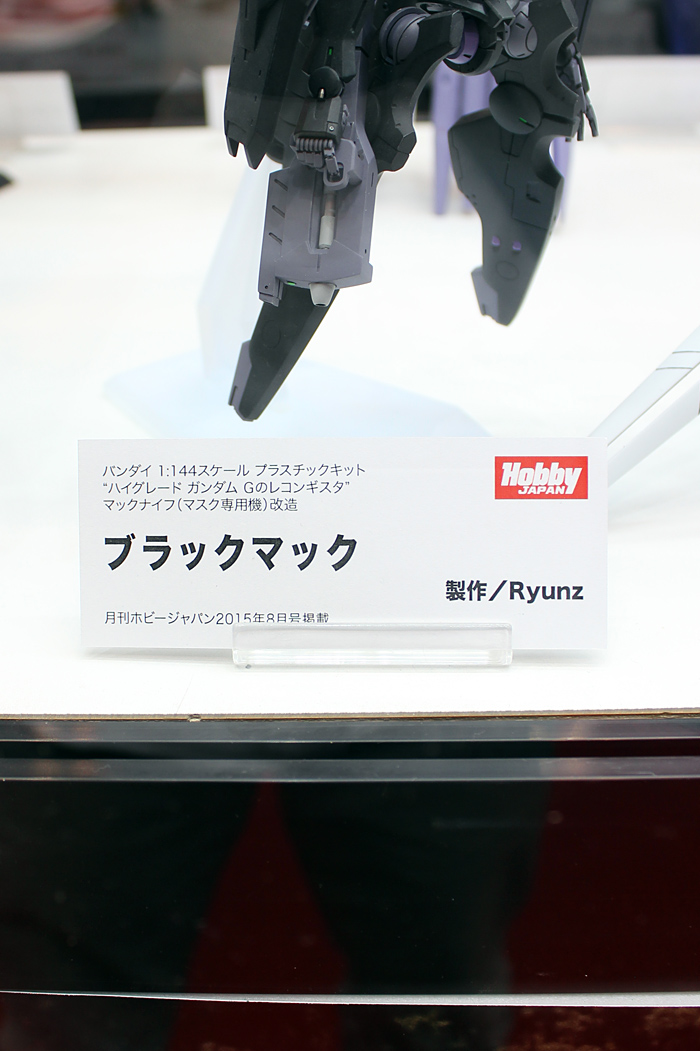 バンダイ 1:144スケール プラスチックキット
“ハイグレード ガンダム Gのレコンギスタ”
マックナイフ（マスク専用機）改造
Hobby
JAPAN
ブラックマック
製作／Ryunz
月刊ホビージャパン2015年8月号掲載